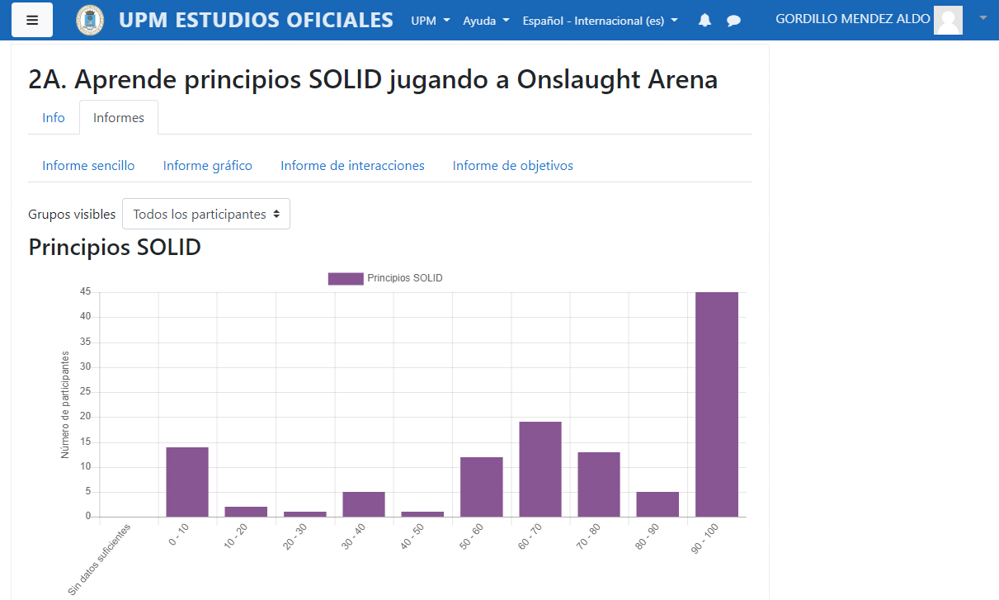 UPM ESTUDIOS OFICIALES UPM Ayuda Español - Internacional (es) GORDILLO MENDEZ ALDO
2A. Aprende principios SOLID jugando a Onslaught Arena
Info Informes
Informe sencillo Informe gráfico Informe de interacciones Informe de objetivos
Grupos visibles Todos los participantes
Principios SOLID
Principios SOLID
Número de participantes
45
40
35
30
25
20
15
10
5
0
Sin datos suficientes 0 - 10 10 - 20 20 - 30 30 - 40 40 - 50 50 - 60 60 - 70 70 - 80 80 - 90 90 - 100